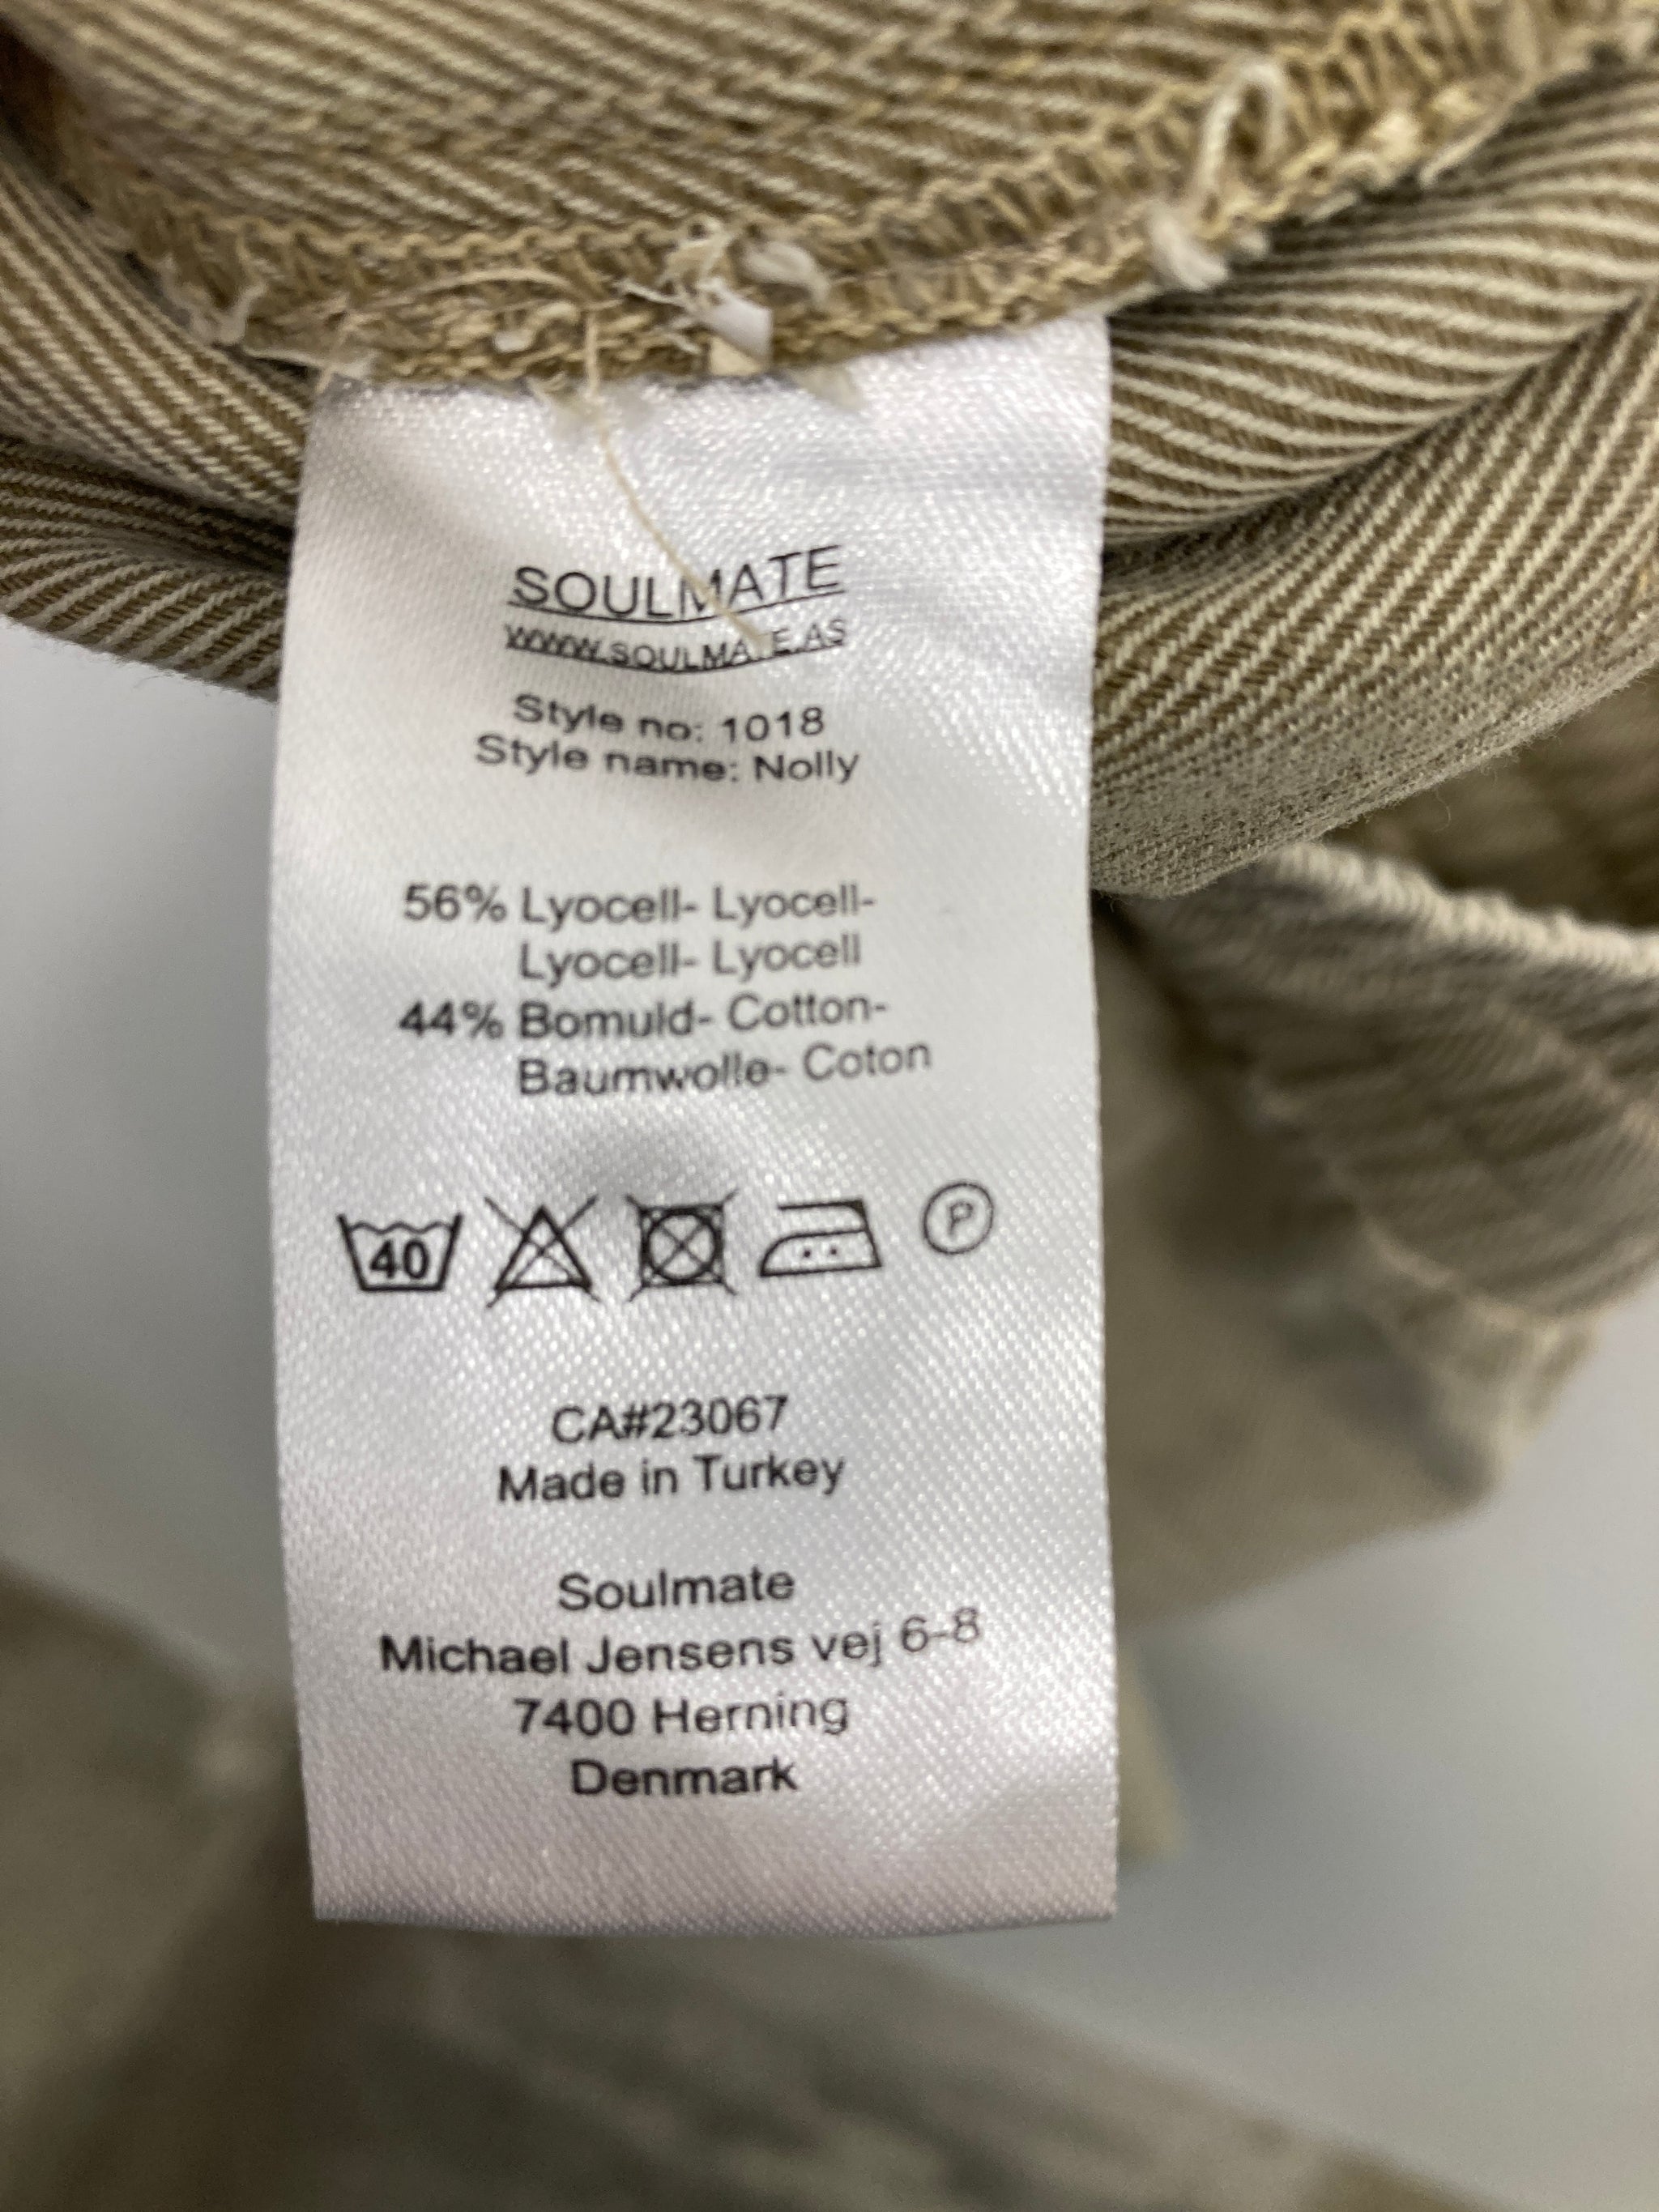 SOULMATE
WWW.SOULMATE.AS
Style no: 1018
Style name: Nolly
56% Lyocell- Lyocell-
Lyocell- Lyocell
44% Bomuld- Cotton-
Baumwolle- Coton
40
P
CA#23067
Made in Turkey
Soulmate
Michael Jensens vej 6-8
7400 Herning
Denmark